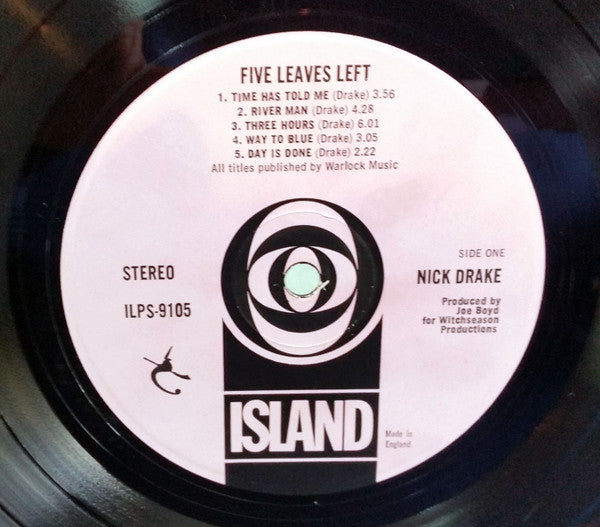 FIVE LEAVES LEFT
1. TIME HAS TOLD ME (Drake) 3.56
2. RIVER MAN (Drake) 4.28
3. THREE HOURS (Drake) 6.01
4. WAY TO BLUE (Drake) 3.05
5. DAY IS DONE (Drake) 2.22
All titles published by Warlock Music
STEREO
ILPS-9105
SIDE ONE
NICK DRAKE
Produced by
Joe Boyd
for Witchseason
Productions
ISLAND
Made in
England